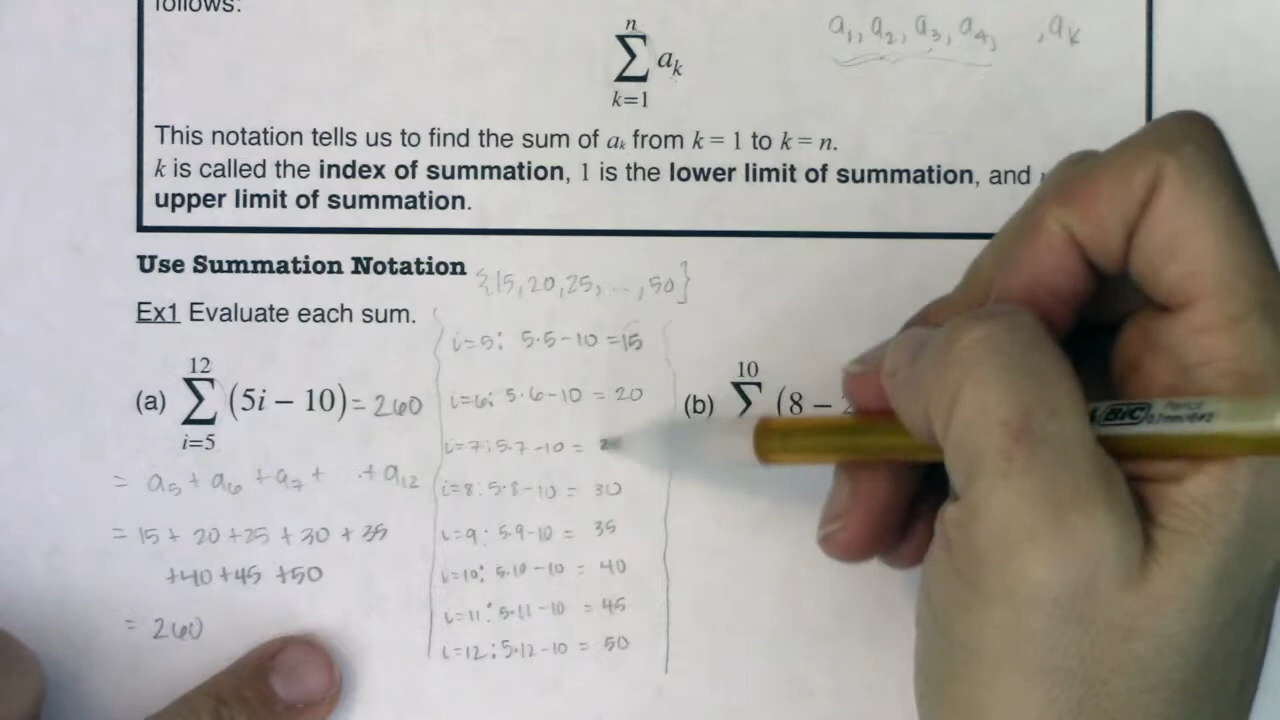 follows:
n
∑ aₖ
k=1
a₁, a₂, a₃, a₄, , aₖ
This notation tells us to find the sum of aₖ from k = 1 to k = n.
k is called the index of summation, 1 is the lower limit of summation, and
upper limit of summation.
Use Summation Notation
{15, 20, 25, ..., 50}
Ex1 Evaluate each sum.
12
(a) ∑ (5i − 10) = 260
i=5
= a₅ + a₆ + a₇ + ... + a₁₂
= 15 + 20 + 25 + 30 + 35
+40 + 45 + 50
= 260
i=5: 5·5 − 10 = 15
i=6: 5·6 − 10 = 20
i=7: 5·7 − 10 = 2
i=8: 5·8 − 10 = 30
i=9: 5·9 − 10 = 35
i=10: 5·10 − 10 = 40
i=11: 5·11 − 10 = 45
i=12: 5·12 − 10 = 50
10
(b) ∑ (8 −
BIC